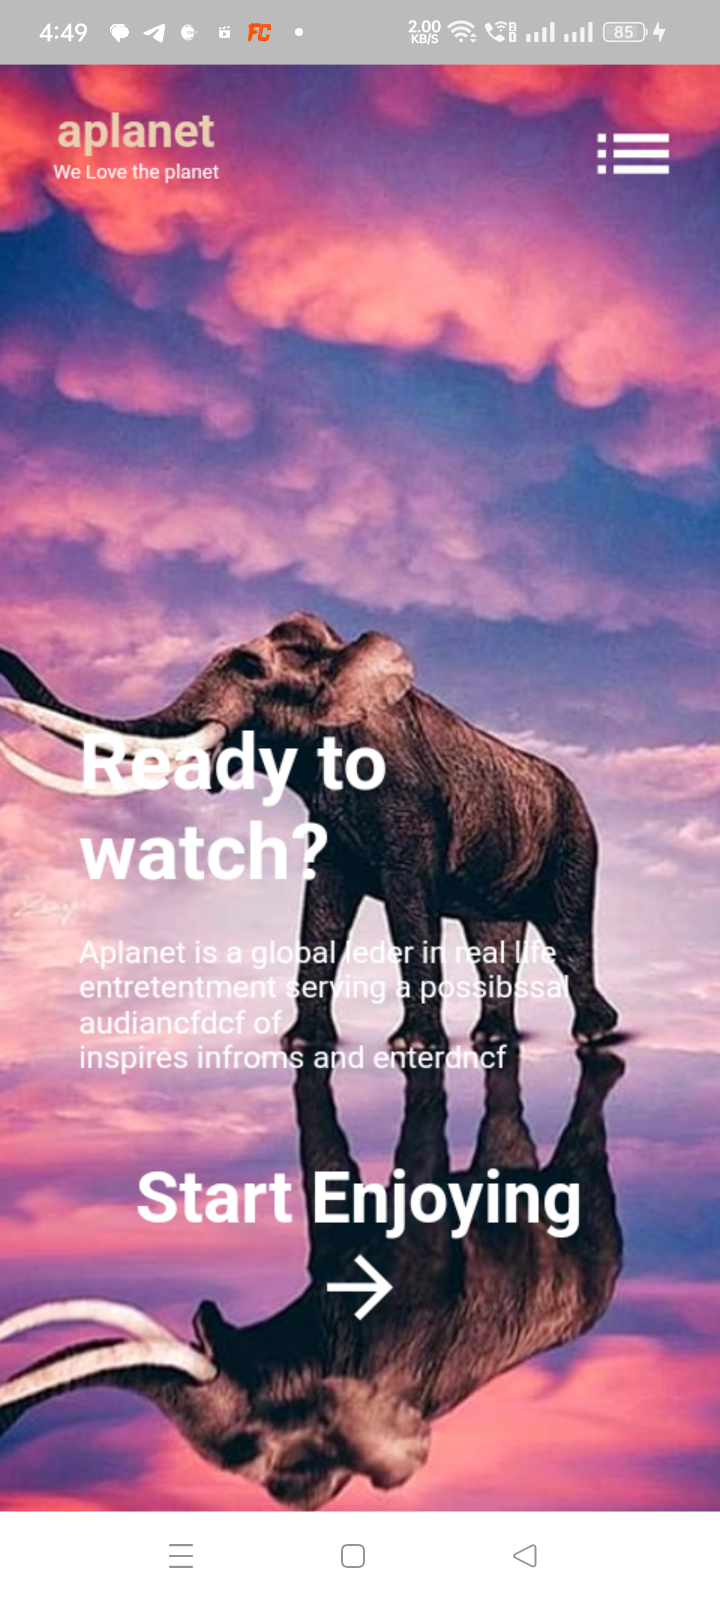 4:49 FC 2.00 KB/S 85
aplanet
We Love the planet
Ready to
watch?
Aplanet is a global leder in real life
entretentment serving a possibssal
audiancfdcf of
inspires infroms and enterdncf
Start Enjoying